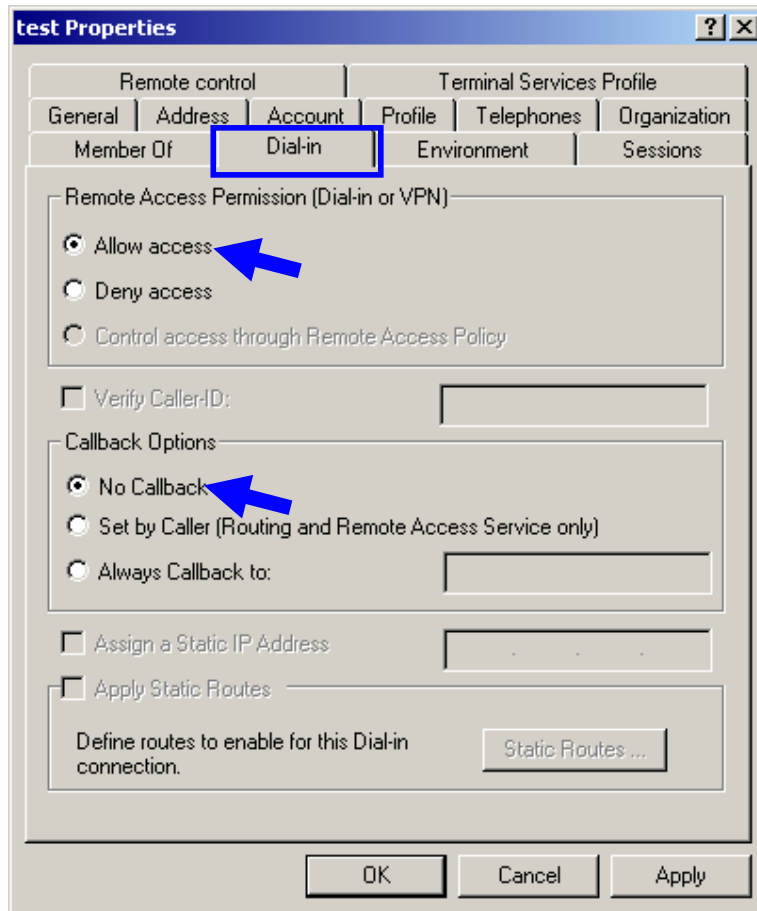 test Properties
Remote control Terminal Services Profile
General Address Account Profile Telephones Organization
Member Of Dial-in Environment Sessions
Remote Access Permission (Dial-in or VPN)
Allow access
Deny access
Control access through Remote Access Policy
Verify Caller-ID:
Callback Options
No Callback
Set by Caller (Routing and Remote Access Service only)
Always Callback to:
Assign a Static IP Address . . .
Apply Static Routes
Define routes to enable for this Dial-in
connection.
Static Routes ...
OK Cancel Apply